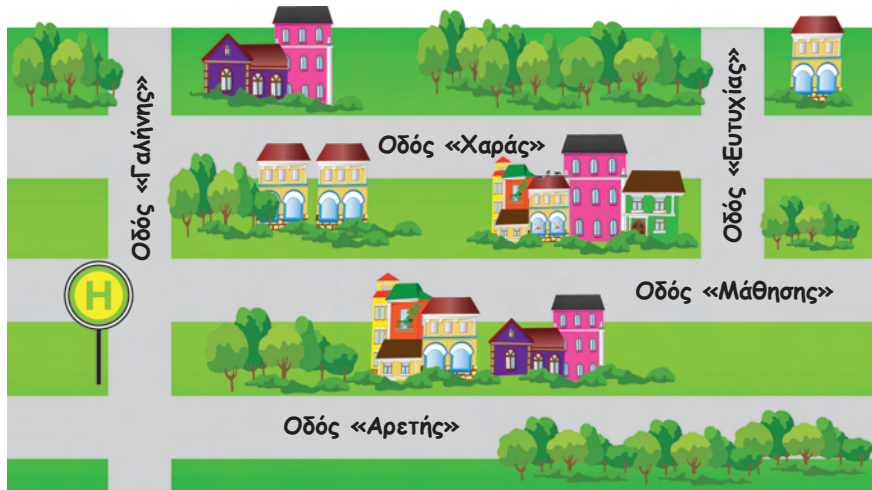 Οδός «Γαλήνης»
Οδός «Χαράς»
Οδός «Ευτυχίας»
H
Οδός «Μάθησης»
Οδός «Αρετής»